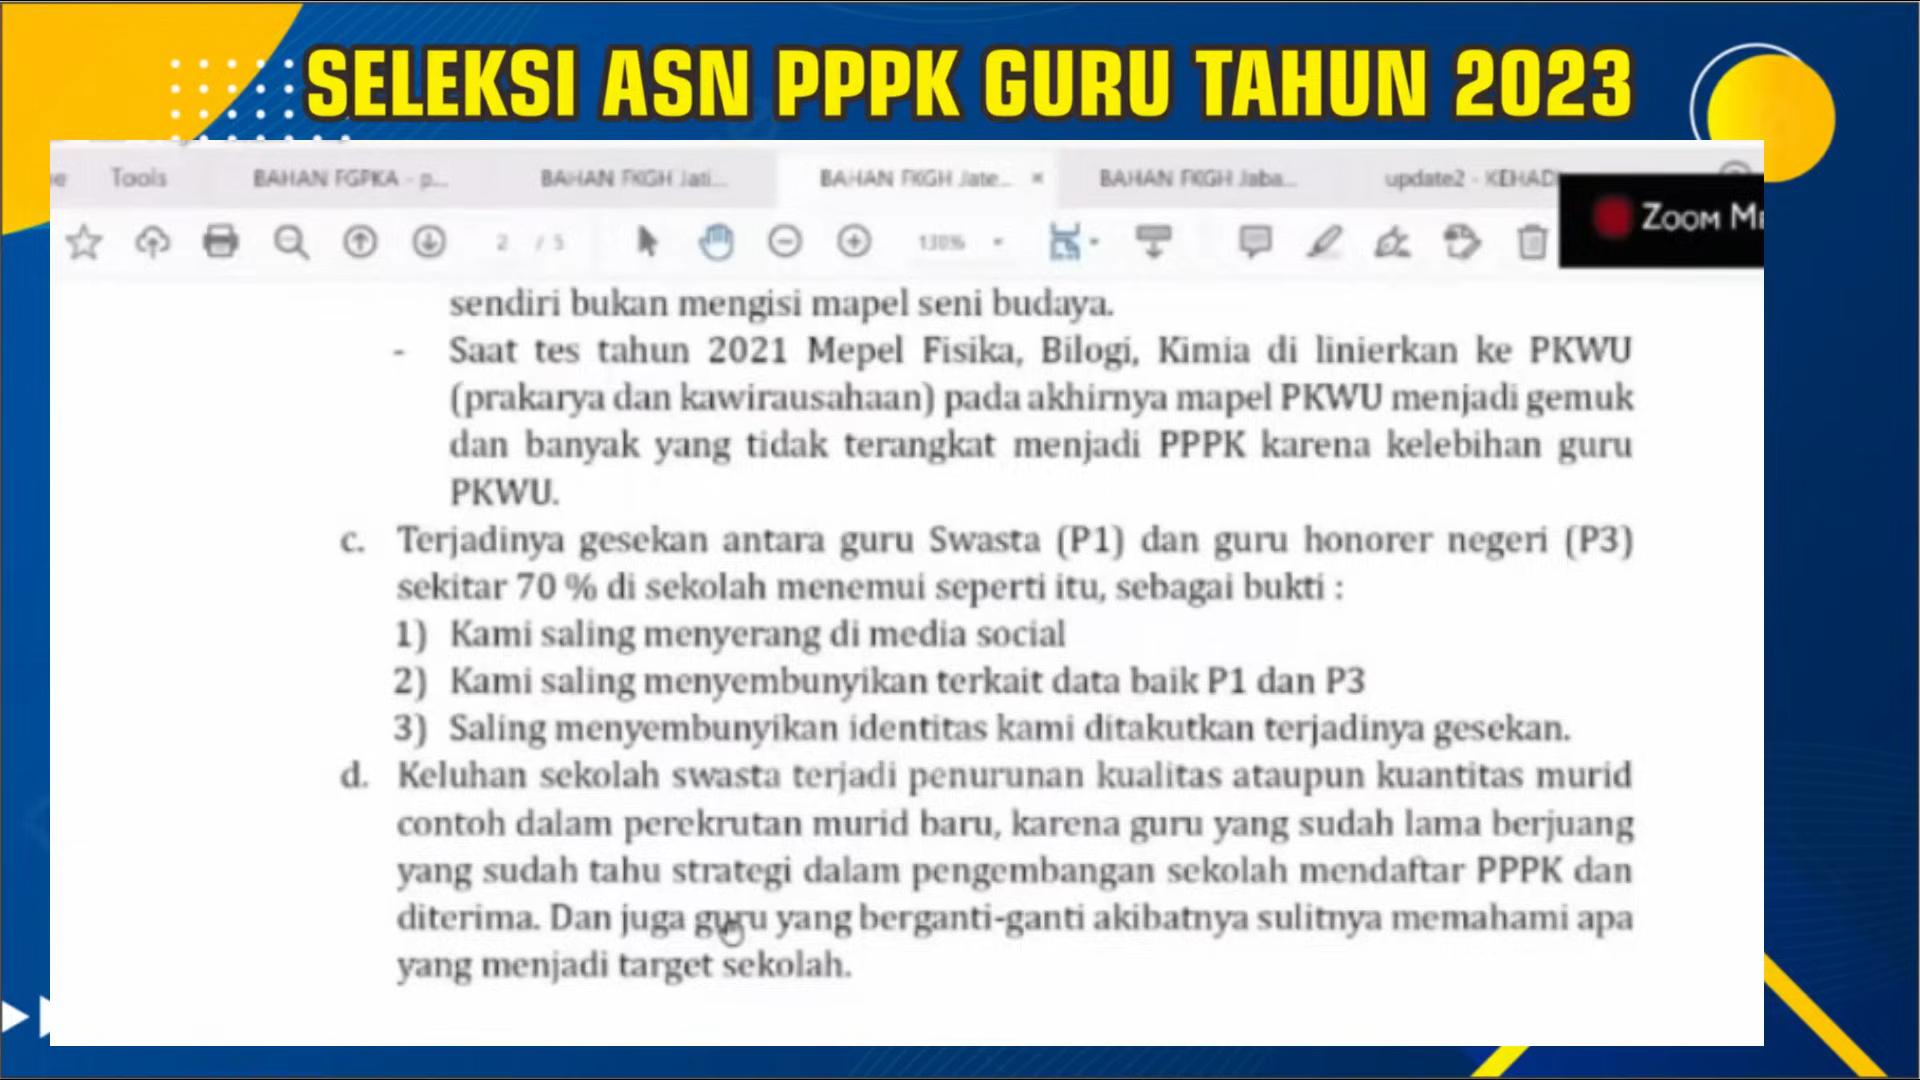 SELEKSI ASN PPPK GURU TAHUN 2023
Tools BAHAN FGPKA - p... BAHAN FKGH Jati... BAHAN FKGH Jate... × BAHAN FKGH Jaba... update2 - KEHADI
2 / 5 130%
ZOOM ME
sendiri bukan mengisi mapel seni budaya.
- Saat tes tahun 2021 Mepel Fisika, Bilogi, Kimia di linierkan ke PKWU
(prakarya dan kawirausahaan) pada akhirnya mapel PKWU menjadi gemuk
dan banyak yang tidak terangkat menjadi PPPK karena kelebihan guru
PKWU.
c. Terjadinya gesekan antara guru Swasta (P1) dan guru honorer negeri (P3)
sekitar 70 % di sekolah menemui seperti itu, sebagai bukti :
1) Kami saling menyerang di media social
2) Kami saling menyembunyikan terkait data baik P1 dan P3
3) Saling menyembunyikan identitas kami ditakutkan terjadinya gesekan.
d. Keluhan sekolah swasta terjadi penurunan kualitas ataupun kuantitas murid
contoh dalam perekrutan murid baru, karena guru yang sudah lama berjuang
yang sudah tahu strategi dalam pengembangan sekolah mendaftar PPPK dan
diterima. Dan juga guru yang berganti-ganti akibatnya sulitnya memahami apa
yang menjadi target sekolah.